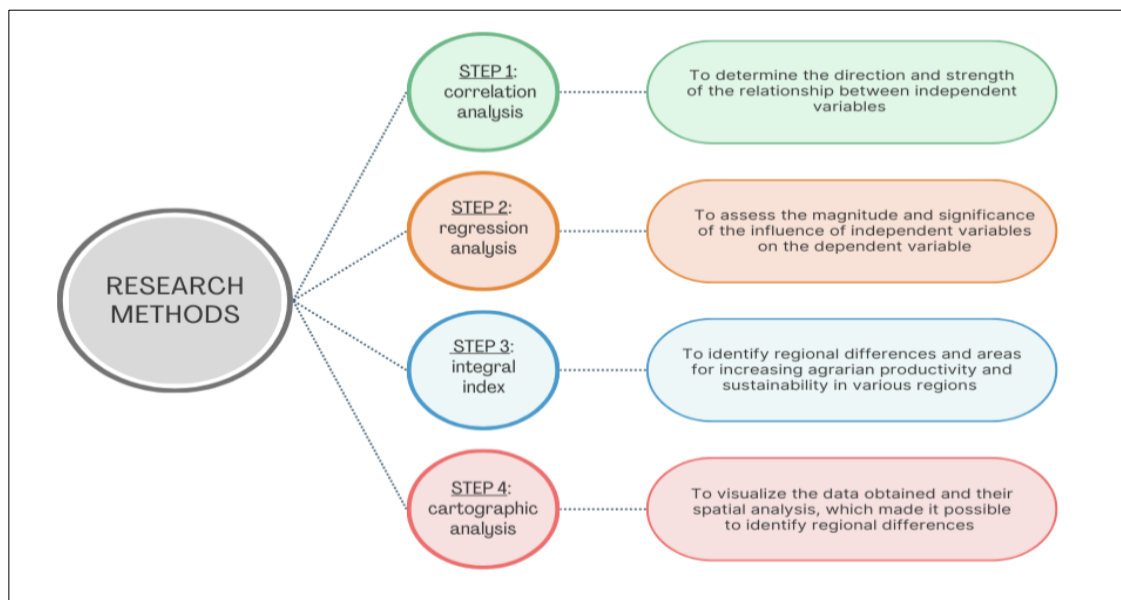 RESEARCH
METHODS
STEP 1:
correlation
analysis
To determine the direction and strength
of the relationship between independent
variables
STEP 2:
regression
analysis
To assess the magnitude and significance
of the influence of independent variables
on the dependent variable
STEP 3:
integral
index
To identify regional differences and areas
for increasing agrarian productivity and
sustainability in various regions
STEP 4:
cartographic
analysis
To visualize the data obtained and their
spatial analysis, which made it possible
to identify regional differences